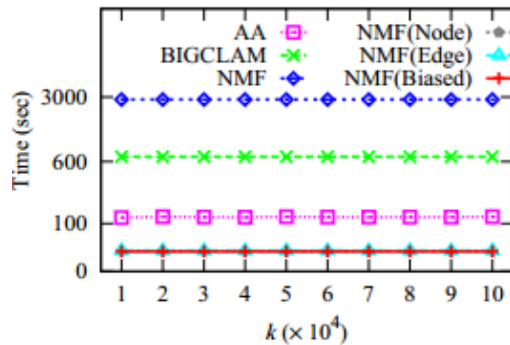 AA
BIGCLAM
NMF
NMF(Node)
NMF(Edge)
NMF(Biased)
Time (sec)
3000
600
100
0
1 2 3 4 5 6 7 8 9 10
k (× 10⁴)